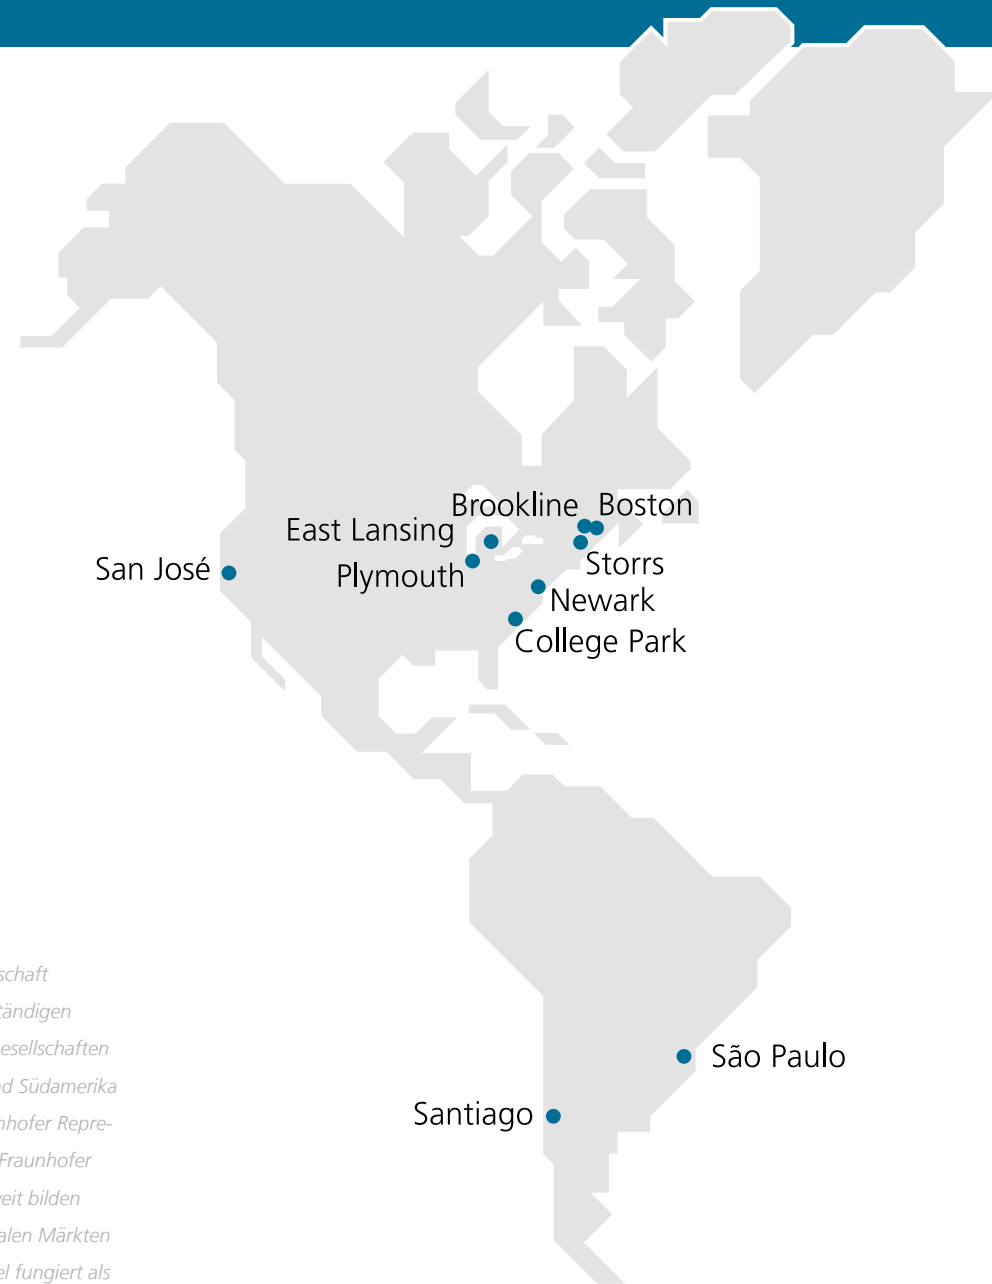 Brookline
Boston
East Lansing
San José
Plymouth
Storrs
Newark
College Park
schaft
tändigen
esellschaften
d Südamerika
São Paulo
nhofer Repre-
Santiago
Fraunhofer
eit bilden
alen Märkten
el fungiert als